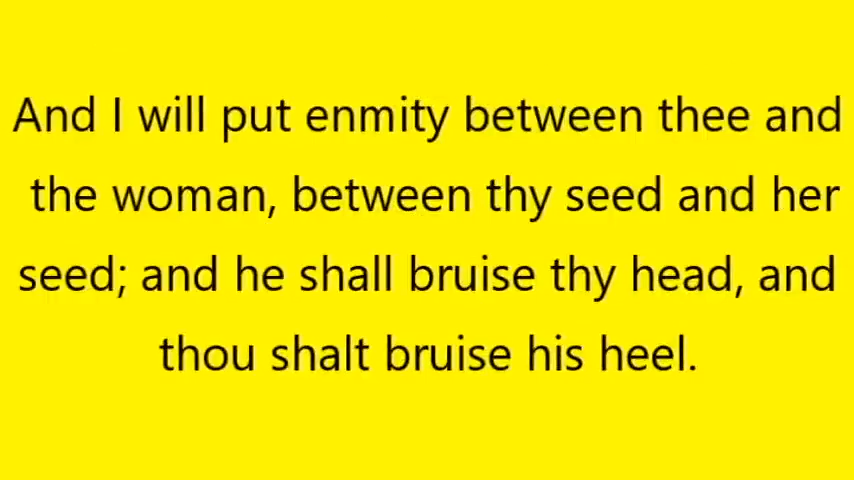 And I will put enmity between thee and
the woman, between thy seed and her
seed; and he shall bruise thy head, and
thou shalt bruise his heel.